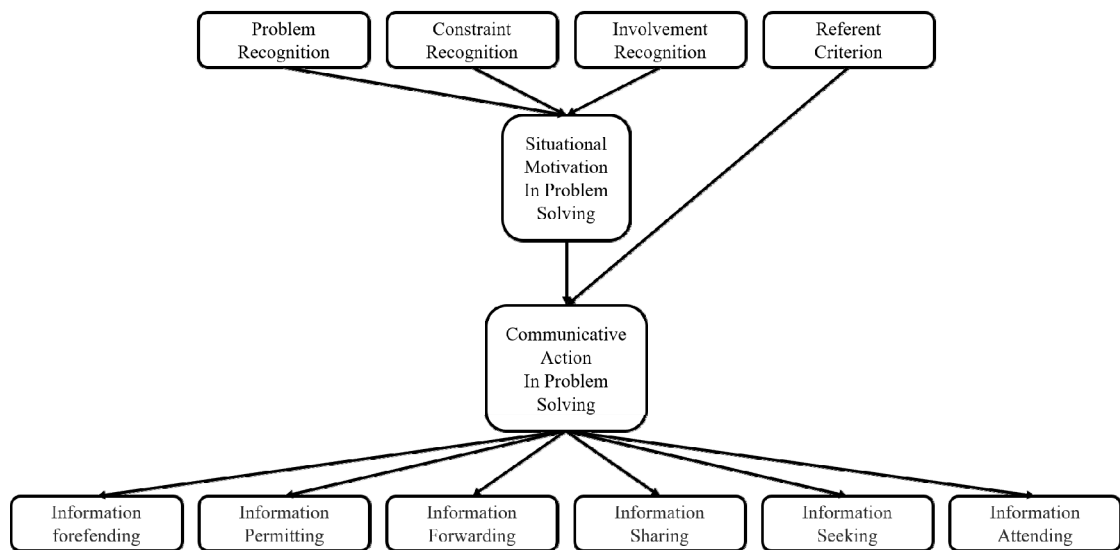 Problem
Recognition
Constraint
Recognition
Involvement
Recognition
Referent
Criterion
Situational
Motivation
In Problem
Solving
Communicative
Action
In Problem
Solving
Information
forefending
Information
Permitting
Information
Forwarding
Information
Sharing
Information
Seeking
Information
Attending